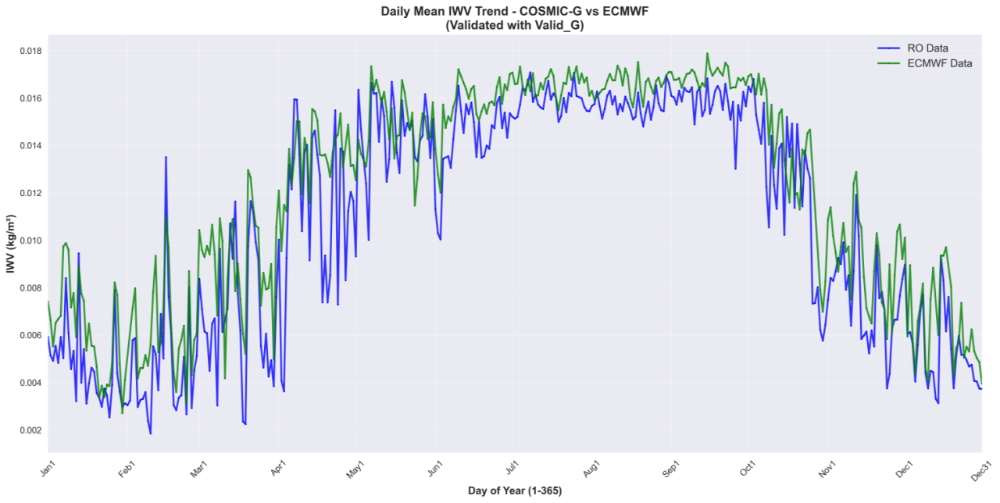 Daily Mean IWV Trend - COSMIC-G vs ECMWF
(Validated with Valid_G)
RO Data
ECMWF Data
IWV (kg/m²)
0.018
0.016
0.014
0.012
0.010
0.008
0.006
0.004
0.002
Jan1
Feb1
Mar1
Apr1
May1
Jun1
Jul1
Aug1
Sep1
Oct1
Nov1
Dec1
Dec31
Day of Year (1-365)